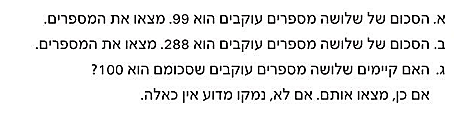 א. הסכום של שלושה מספרים עוקבים הוא 99. מצאו את המספרים.
ב. הסכום של שלושה מספרים עוקבים הוא 288. מצאו את המספרים.
ג. האם קיימים שלושה מספרים עוקבים שסכומם הוא 100?
אם כן, מצאו אותם. אם לא, נמקו מדוע אין כאלה.